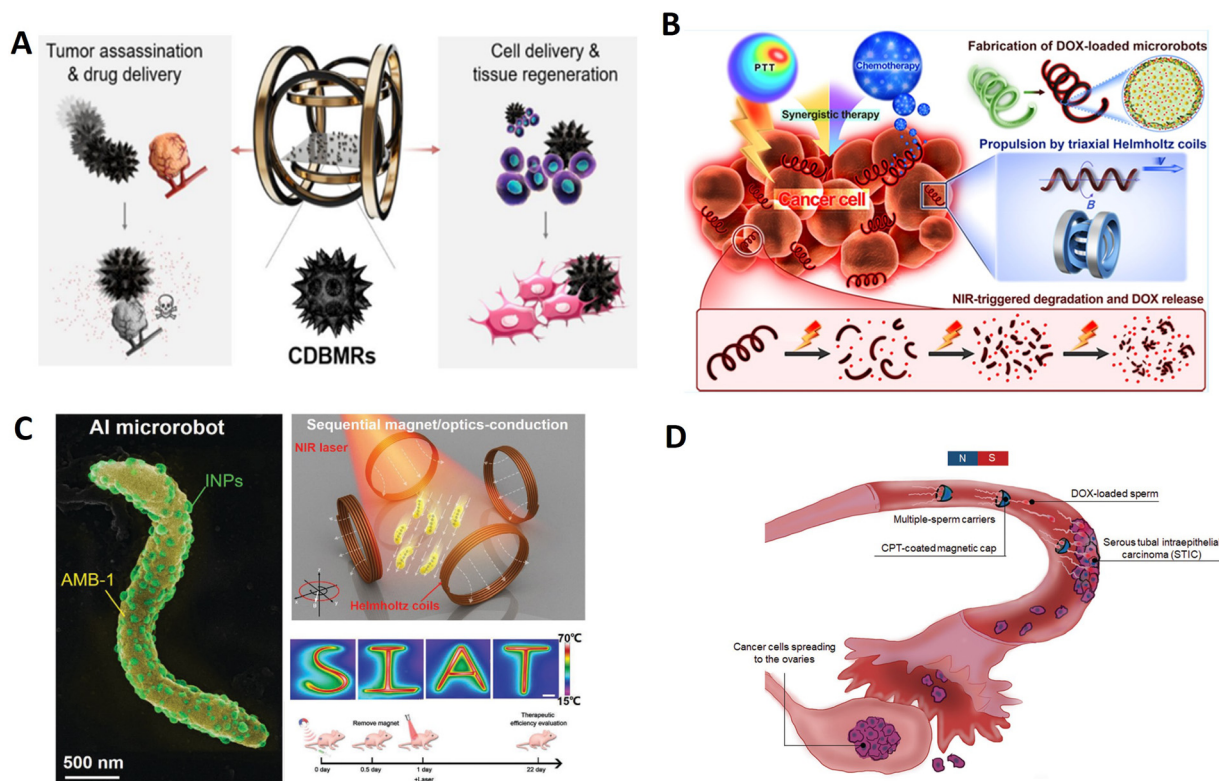 A
Tumor assassination
& drug delivery
Cell delivery &
tissue regeneration
CDBMRs
B
PTT
Chemotherapy
Synergistic therapy
Cancer cell
Fabrication of DOX-loaded microrobots
Propulsion by triaxial Helmholtz coils
V
B
NIR-triggered degradation and DOX release
C
AI microrobot
INPs
AMB-1
500 nm
Sequential magnet/optics-conduction
NIR laser
Helmholtz coils
SIAT
70℃
15℃
Remove magnet
Therapeutic
efficiency evaluation
0 day
0.5 day
1 day
+Laser
22 day
D
N S
DOX-loaded sperm
Multiple-sperm carriers
CPT-coated magnetic cap
Serous tubal intraepithelial
carcinoma (STIC)
Cancer cells spreading
to the ovaries